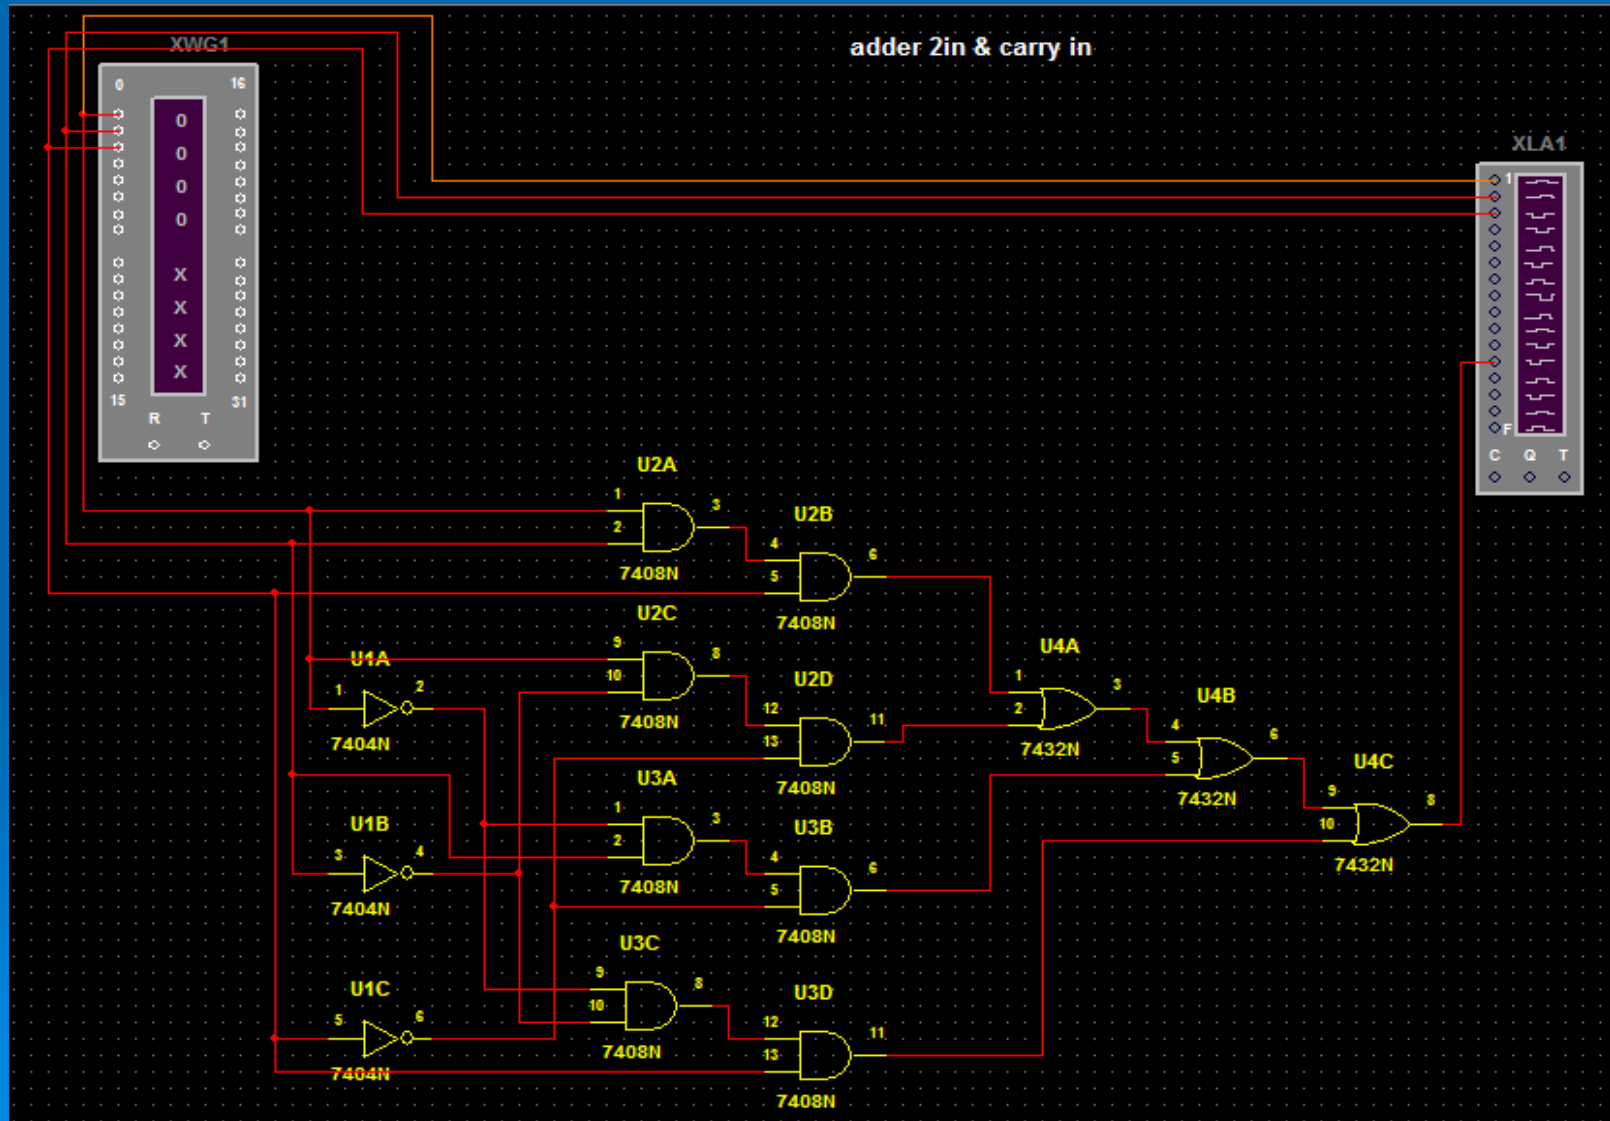 adder 2in & carry in
XWG1
0 16
O
O
O
O
X
X
X
X
15 31
R T
XLA1
1
F
C Q T
U2A
1
2
3
7408N
U2B
4
5
6
7408N
U2C
9
10
8
7408N
U1A
1
2
7404N
U2D
12
13
11
7408N
U4A
1
2
3
7432N
U4B
4
5
6
7432N
U4C
9
10
8
7432N
U3A
1
2
3
7408N
U1B
3
4
7404N
U3B
4
5
6
7408N
U3C
9
10
8
7408N
U1C
5
6
7404N
U3D
12
13
11
7408N